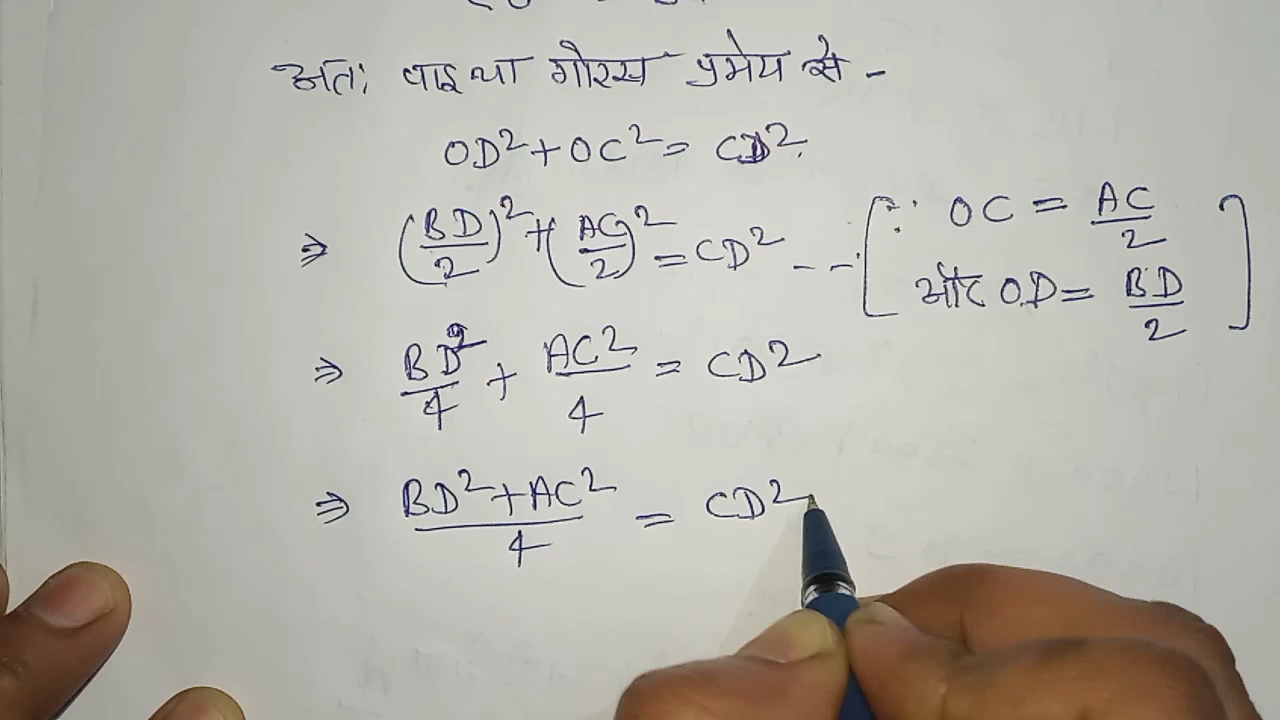 अतः पाइथा गोरस प्रमेय से -
OD²+OC²= CD².
⇒ (BD/2)²+(AC/2)²=CD² - - [∵ OC = AC/2
और OD= BD/2]
⇒ BD²/4 + AC²/4 = CD²
⇒ BD²+AC²/4 = CD²